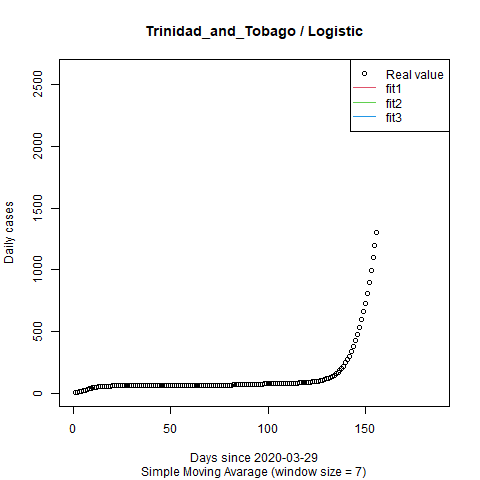 Trinidad_and_Tobago / Logistic
Real value
fit1
fit2
fit3
Daily cases
2500
2000
1500
1000
500
0
0
50
100
150
Days since 2020-03-29
Simple Moving Avarage (window size = 7)